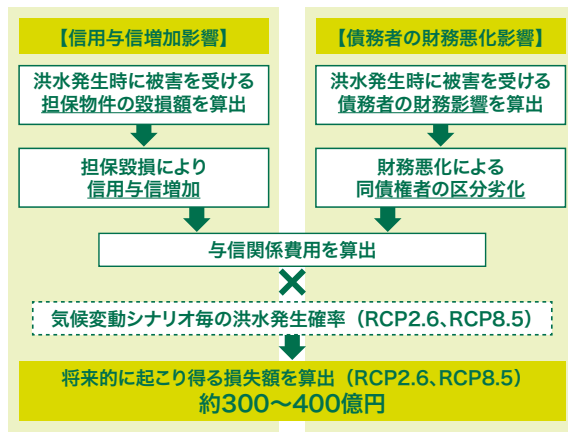 【信用与信増加影響】
洪水発生時に被害を受ける
担保物件の毀損額を算出
担保毀損により
信用与信増加
【債務者の財務悪化影響】
洪水発生時に被害を受ける
債務者の財務影響を算出
財務悪化による
同債権者の区分劣化
与信関係費用を算出
×
気候変動シナリオ毎の洪水発生確率（RCP2.6、RCP8.5）
将来的に起こり得る損失額を算出（RCP2.6、RCP8.5）
約300～400億円